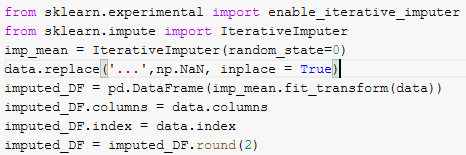 from sklearn.experimental import enable_iterative_imputer
from sklearn.impute import IterativeImputer
imp_mean = IterativeImputer(random_state=0)
data.replace('...',np.NaN, inplace = True)
imputed_DF = pd.DataFrame(imp_mean.fit_transform(data))
imputed_DF.columns = data.columns
imputed_DF.index = data.index
imputed_DF = imputed_DF.round(2)